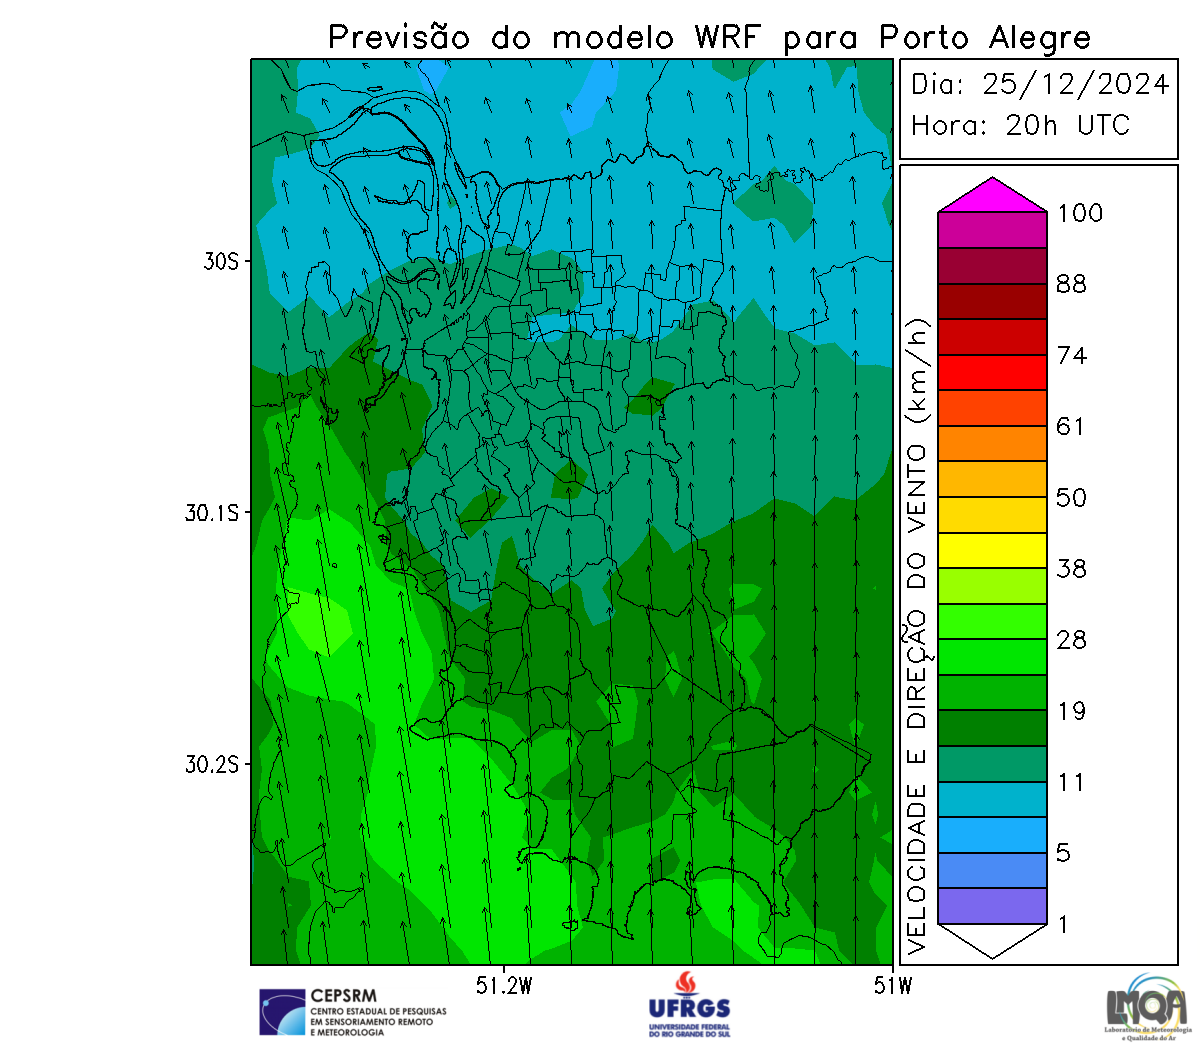 Previsão do modelo WRF para Porto Alegre
Dia: 25/12/2024
Hora: 20h UTC
VELOCIDADE E DIREÇÃO DO VENTO (km/h)
100
88
74
61
50
38
28
19
11
5
1
30S
30.1S
30.2S
51.2W
51W
CEPSRM
CENTRO ESTADUAL DE PESQUISAS
EM SENSORIAMENTO REMOTO
E METEOROLOGIA
UFRGS
UNIVERSIDADE FEDERAL
DO RIO GRANDE DO SUL
LMQA
Laboratório de Meteorologia
e Qualidade do Ar